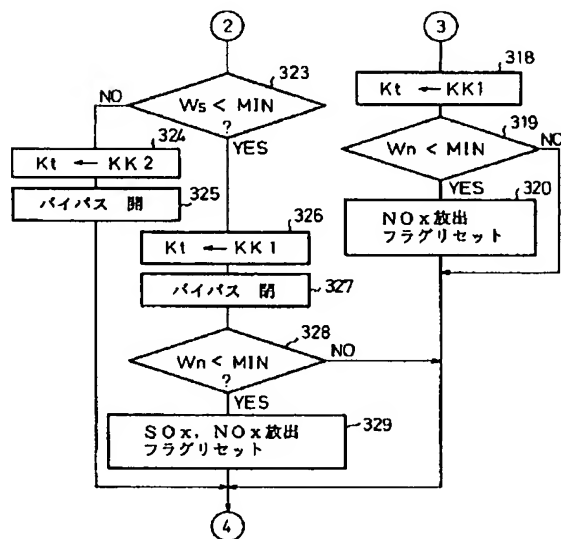 2
3
323
318
Ws < MIN
?
NO
YES
Kt ← KK1
324
319
Kt ← KK2
Wn < MIN
?
NO
YES
325
バイパス 開
320
NOx放出
フラグリセット
326
Kt ← KK1
327
バイパス 閉
328
Wn < MIN
?
NO
YES
329
SOx, NOx放出
フラグリセット
4